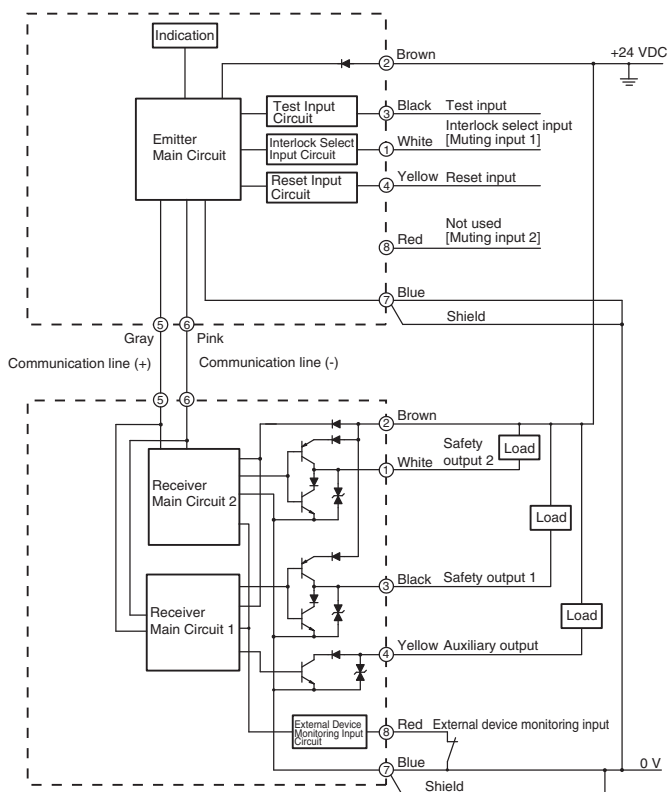 Indication
② Brown
+24 VDC
Emitter
Main Circuit
Test Input
Circuit
③ Black Test input
Interlock Select
Input Circuit
① White Interlock select input
[Muting input 1]
Reset Input
Circuit
④ Yellow Reset input
⑧ Red Not used
[Muting input 2]
⑦ Blue
Shield
⑤ ⑥
Gray Pink
Communication line (+) Communication line (-)
⑤ ⑥
② Brown
Load
① White Safety
output 2
Receiver
Main Circuit 2
Load
③ Black Safety output 1
Receiver
Main Circuit 1
Load
④ Yellow Auxiliary output
External Device
Monitoring Input
Circuit
⑧ Red External device monitoring input
⑦ Blue
0 V
Shield